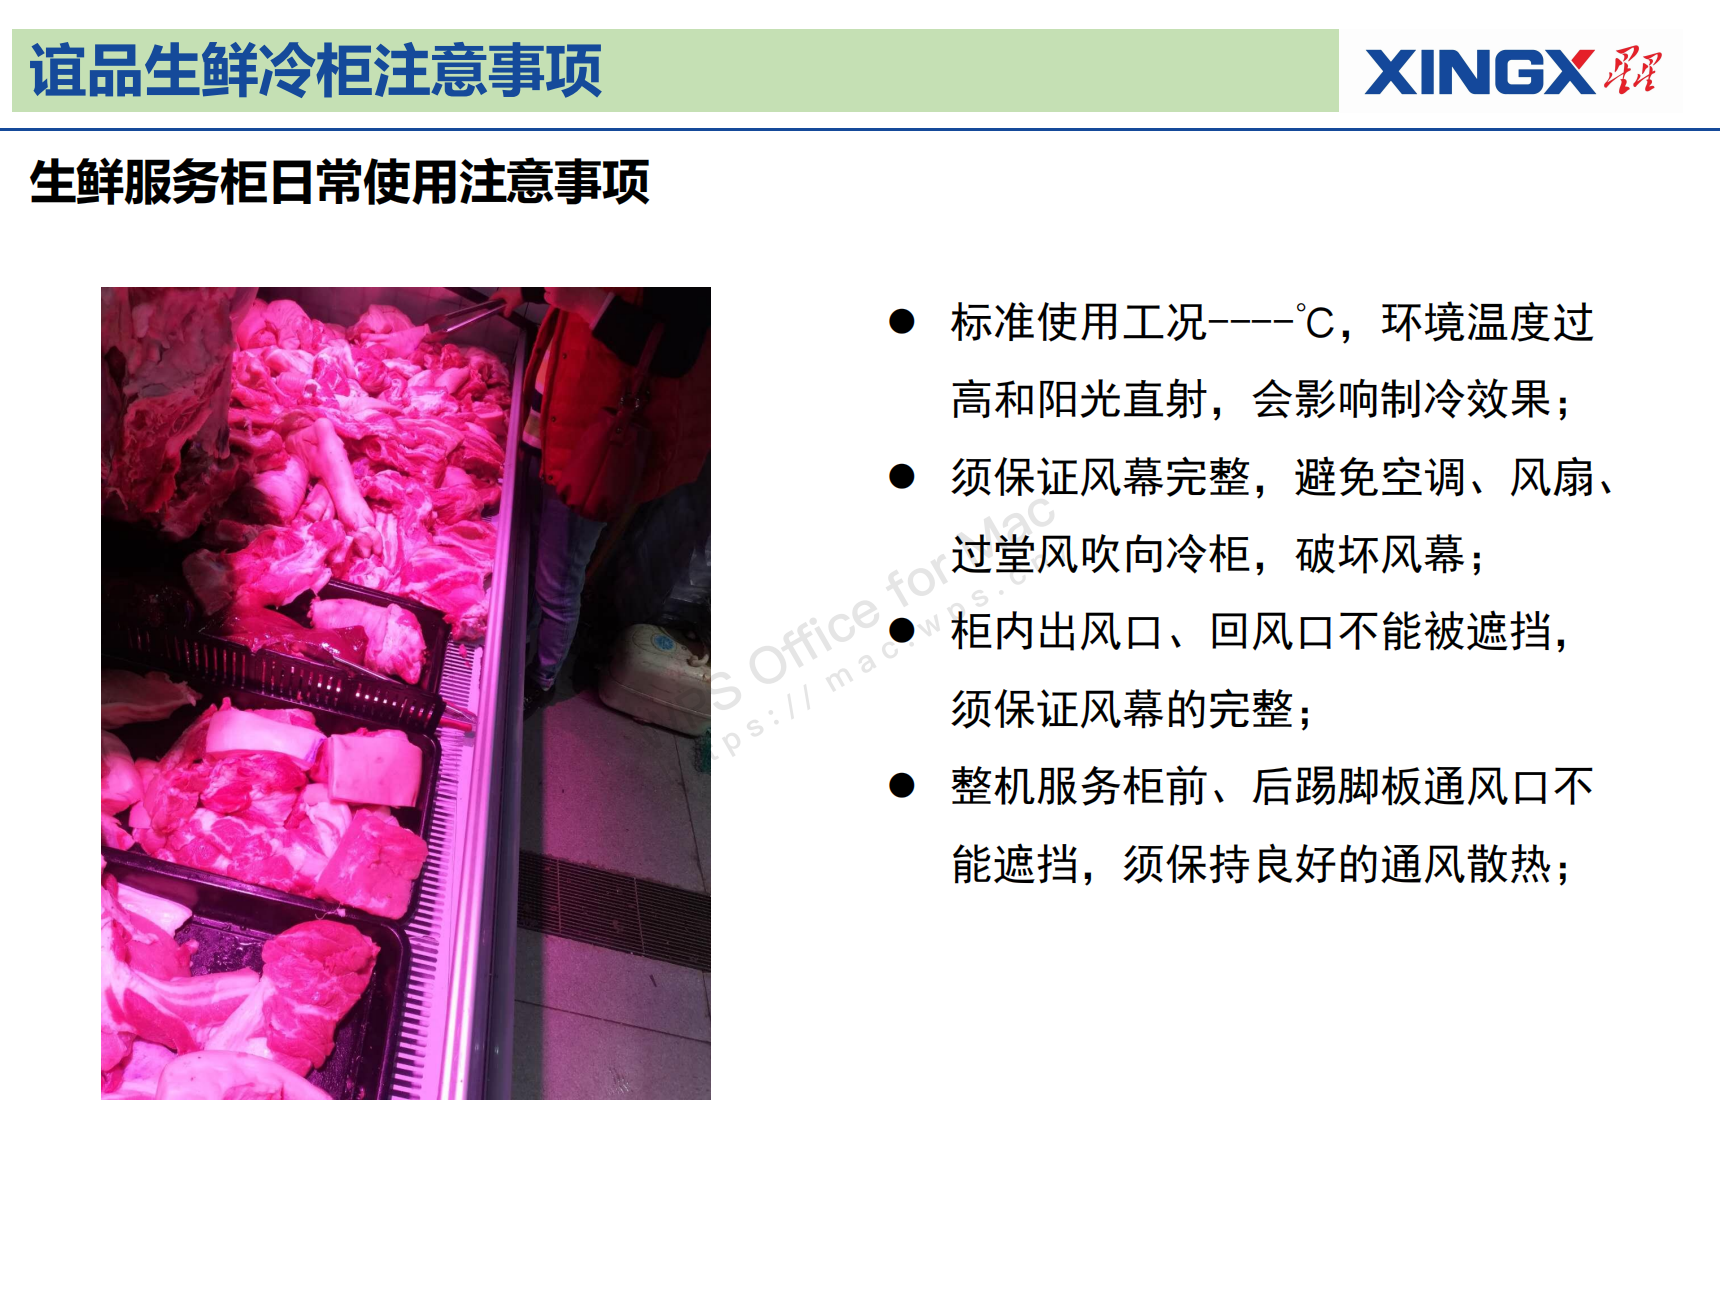 谊品生鲜冷柜注意事项
XINGX 星星
生鲜服务柜日常使用注意事项
● 标准使用工况----℃，环境温度过
高和阳光直射，会影响制冷效果；
● 须保证风幕完整，避免空调、风扇、
过堂风吹向冷柜，破坏风幕；
● 柜内出风口、回风口不能被遮挡，
须保证风幕的完整；
● 整机服务柜前、后踢脚板通风口不
能遮挡，须保持良好的通风散热；
Office for Mac